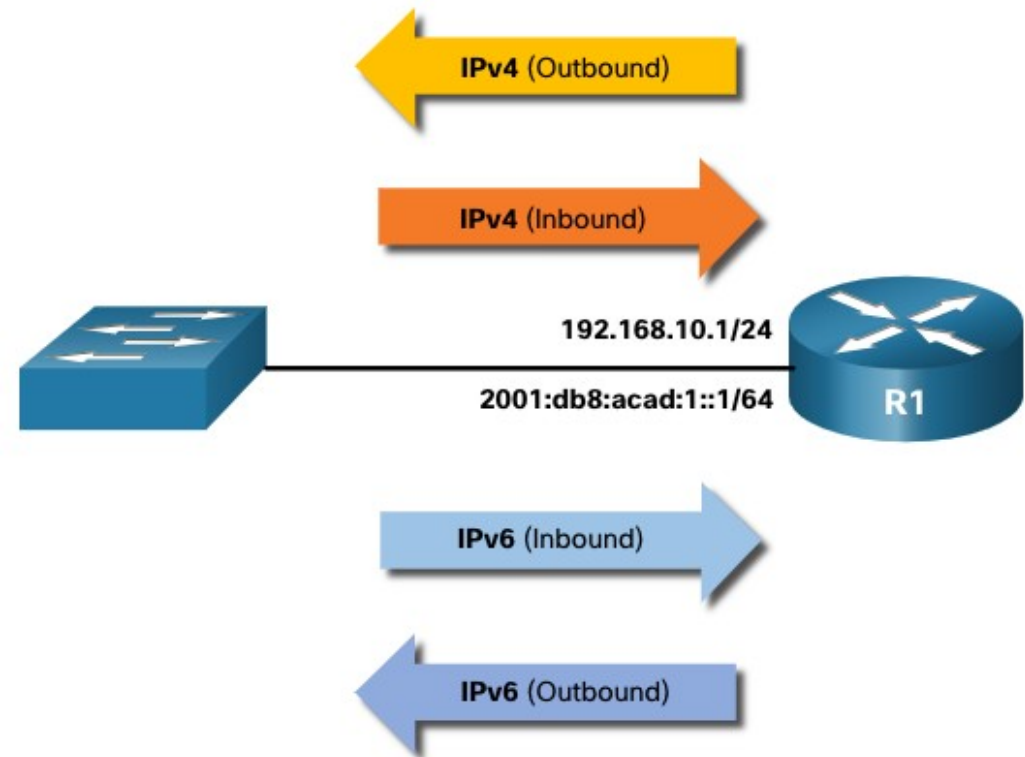 IPv4 (Outbound)
IPv4 (Inbound)
192.168.10.1/24
2001:db8:acad:1::1/64
R1
IPv6 (Inbound)
IPv6 (Outbound)